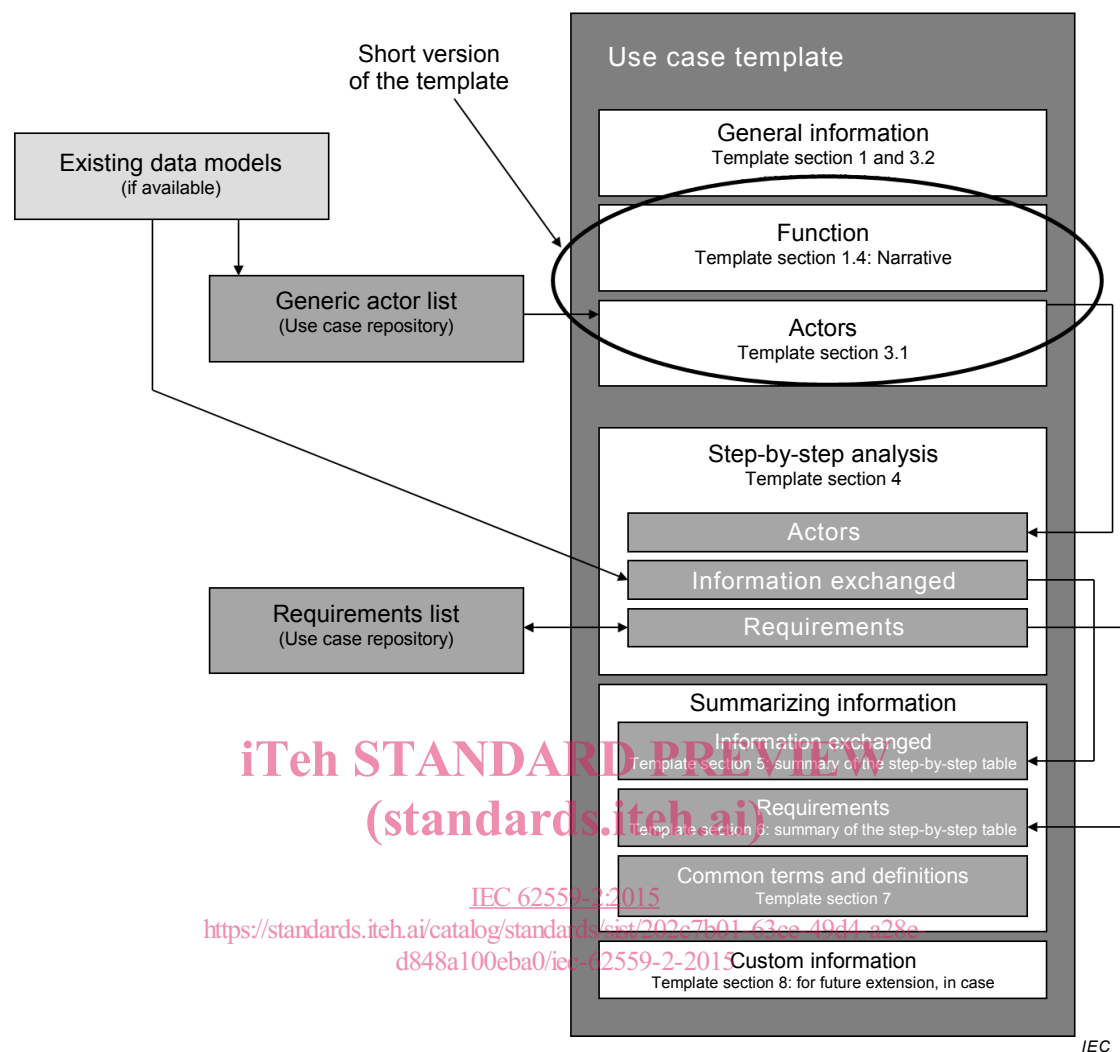 Short version
of the template
Use case template
General information
Template section 1 and 3.2
Existing data models
(if available)
Function
Template section 1.4: Narrative
Generic actor list
(Use case repository)
Actors
Template section 3.1
Step-by-step analysis
Template section 4
Actors
Information exchanged
Requirements list
(Use case repository)
Requirements
Summarizing information
Information exchanged
Template section 5: summary of the step-by-step table
iTeh STANDARD PREVIEW
(standards.iteh.ai)
Requirements
Template section 6: summary of the step-by-step table
Common terms and definitions
Template section 7
IEC 62559-2:2015
https://standards.iteh.ai/catalog/standards/sist/202c7b01-63ce-49d4-a28e-
d848a100eba0/iec-62559-2-2015
Custom information
Template section 8: for future extension, in case
IEC